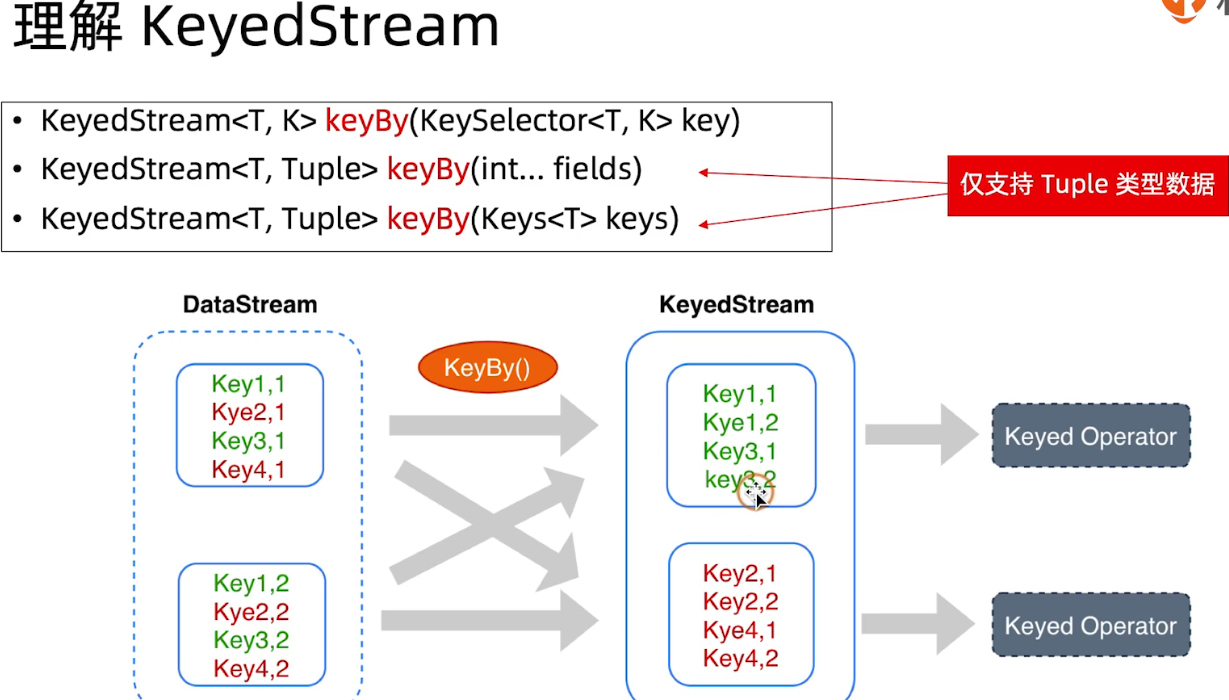 理解 KeyedStream
• KeyedStream<T, K> keyBy(KeySelector<T, K> key)
• KeyedStream<T, Tuple> keyBy(int... fields)
• KeyedStream<T, Tuple> keyBy(Keys<T> keys)
仅支持 Tuple 类型数据
DataStream
KeyedStream
Key1,1
Kye2,1
Key3,1
Key4,1
KeyBy()
Key1,1
Kye1,2
Key3,1
key3,2
Keyed Operator
Key1,2
Kye2,2
Key3,2
Key4,2
Key2,1
Key2,2
Kye4,1
Key4,2
Keyed Operator